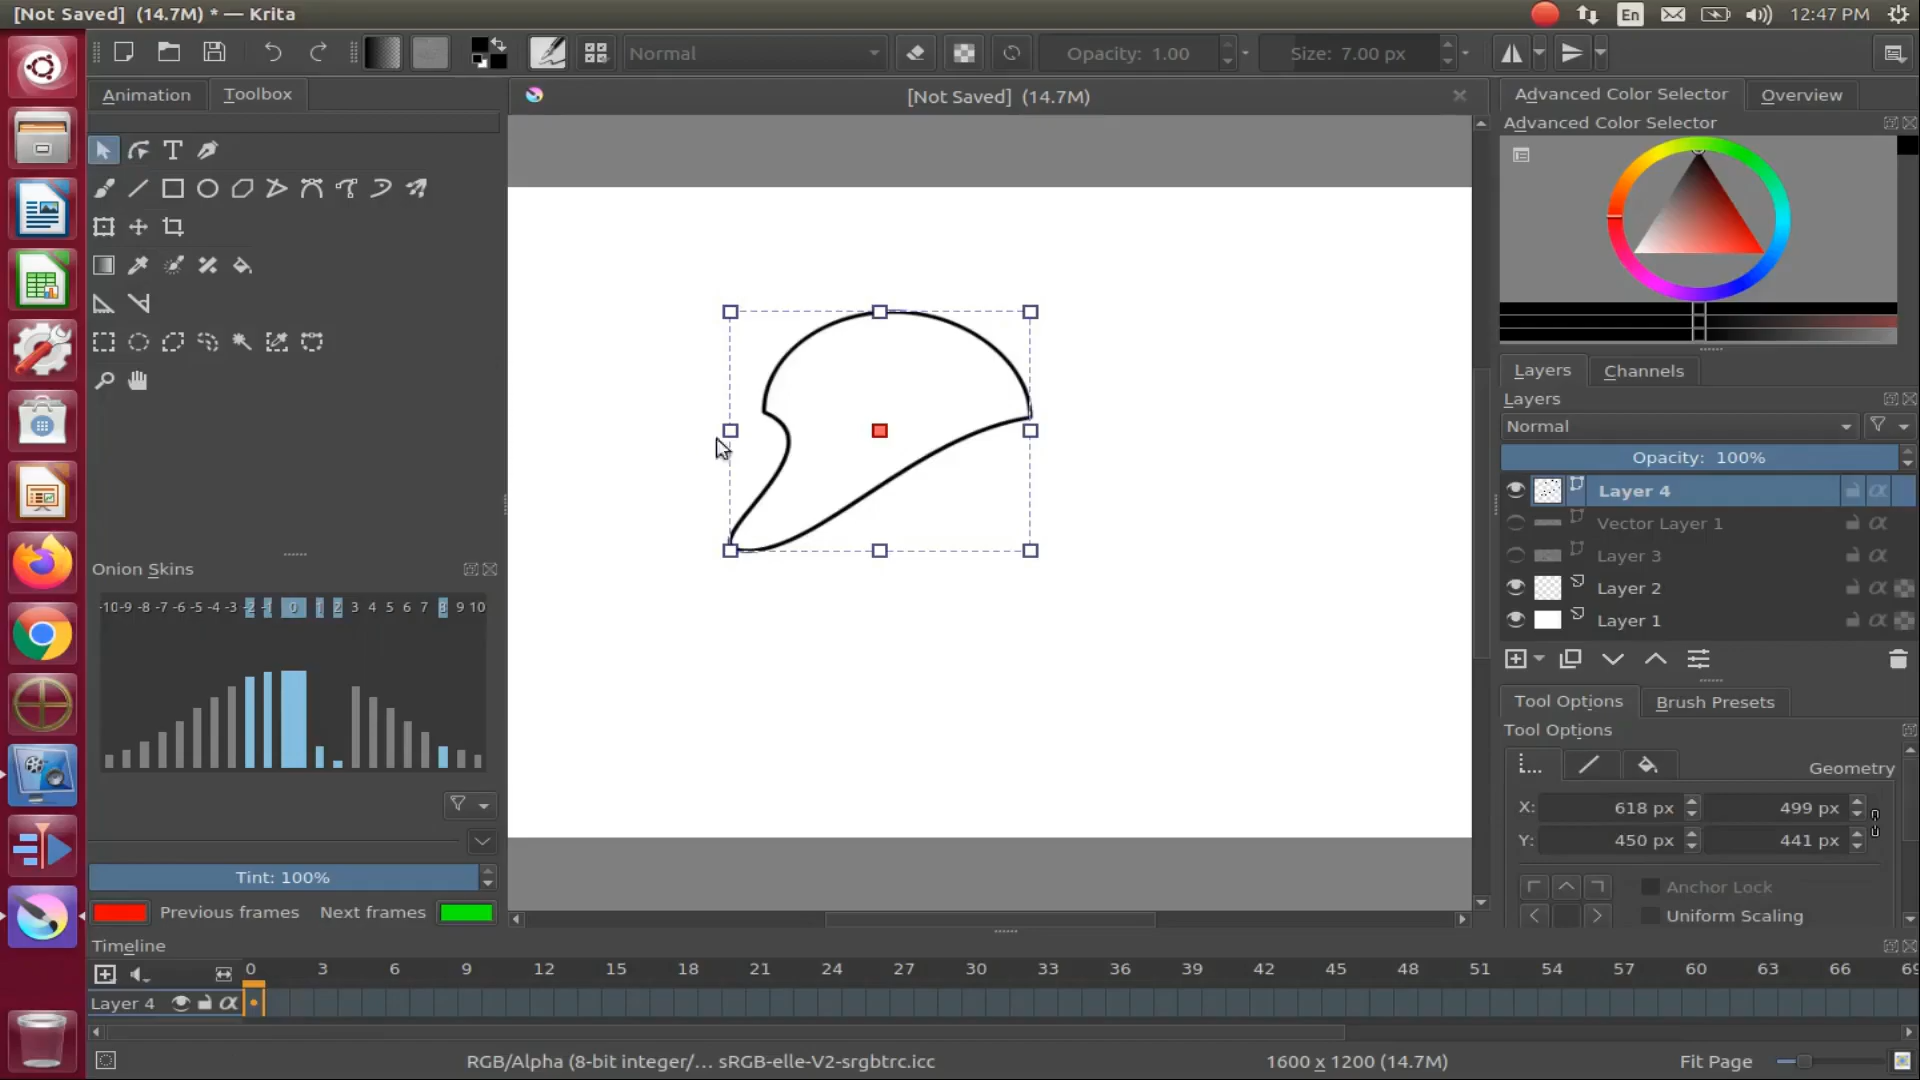 [Not Saved] (14.7M) * — Krita
En
12:47 PM
Normal
Opacity: 1.00
Size: 7.00 px
Animation
Toolbox
[Not Saved] (14.7M)
Advanced Color Selector
Overview
Advanced Color Selector
Layers
Channels
Layers
Normal
Opacity: 100%
Layer 4
Vector Layer 1
Layer 3
Layer 2
Layer 1
Tool Options
Brush Presets
Tool Options
Geometry
X: 618 px 499 px
Y: 450 px 441 px
Anchor Lock
Uniform Scaling
Onion Skins
-10 -9 -8 -7 -6 -5 -4 -3 -2 -1 0 1 2 3 4 5 6 7 8 9 10
Tint: 100%
Previous frames Next frames
Timeline
0 3 6 9 12 15 18 21 24 27 30 33 36 39 42 45 48 51 54 57 60 63 66 69
Layer 4
RGB/Alpha (8-bit integer/... sRGB-elle-V2-srgbtrc.icc
1600 x 1200 (14.7M)
Fit Page